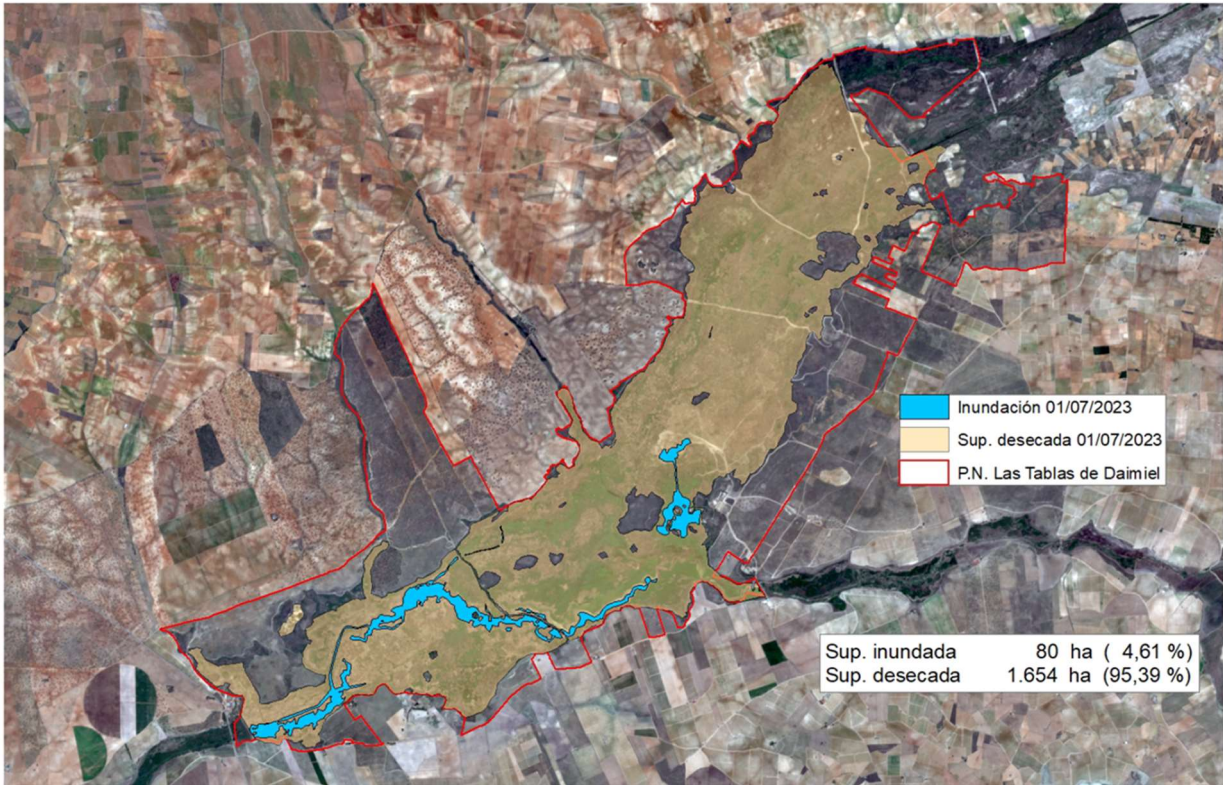 Inundación 01/07/2023
Sup. desecada 01/07/2023
P.N. Las Tablas de Daimiel
Sup. inundada 80 ha ( 4,61 %)
Sup. desecada 1.654 ha (95,39 %)